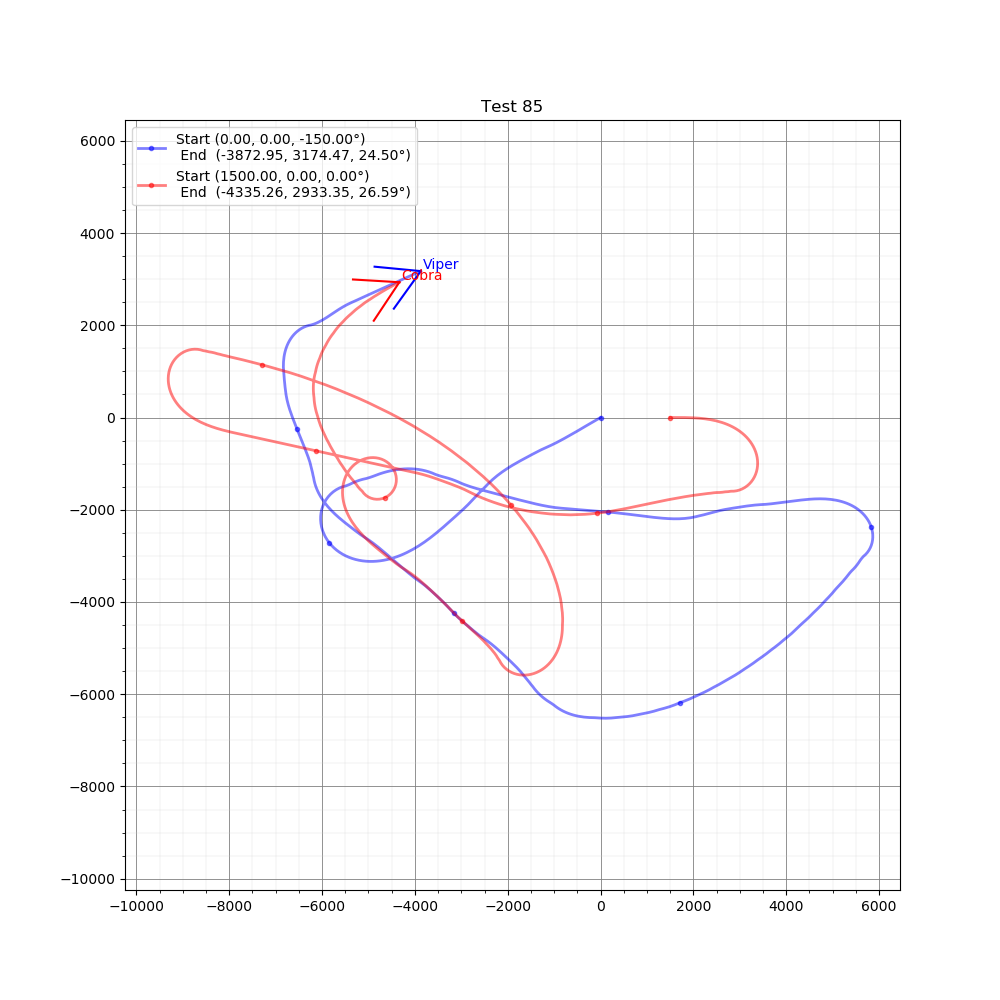 Test 85
Start (0.00, 0.00, -150.00°)
End (-3872.95, 3174.47, 24.50°)
Start (1500.00, 0.00, 0.00°)
End (-4335.26, 2933.35, 26.59°)
6000
4000
2000
0
−2000
−4000
−6000
−8000
−10000
Viper
Cobra
−10000 −8000 −6000 −4000 −2000 0 2000 4000 6000